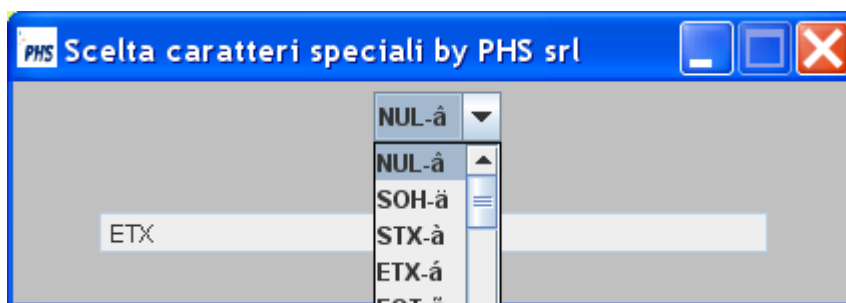 PHS Scelta caratteri speciali by PHS srl
NUL-â
NUL-â
SOH-ä
ETX
STX-à
ETX-á